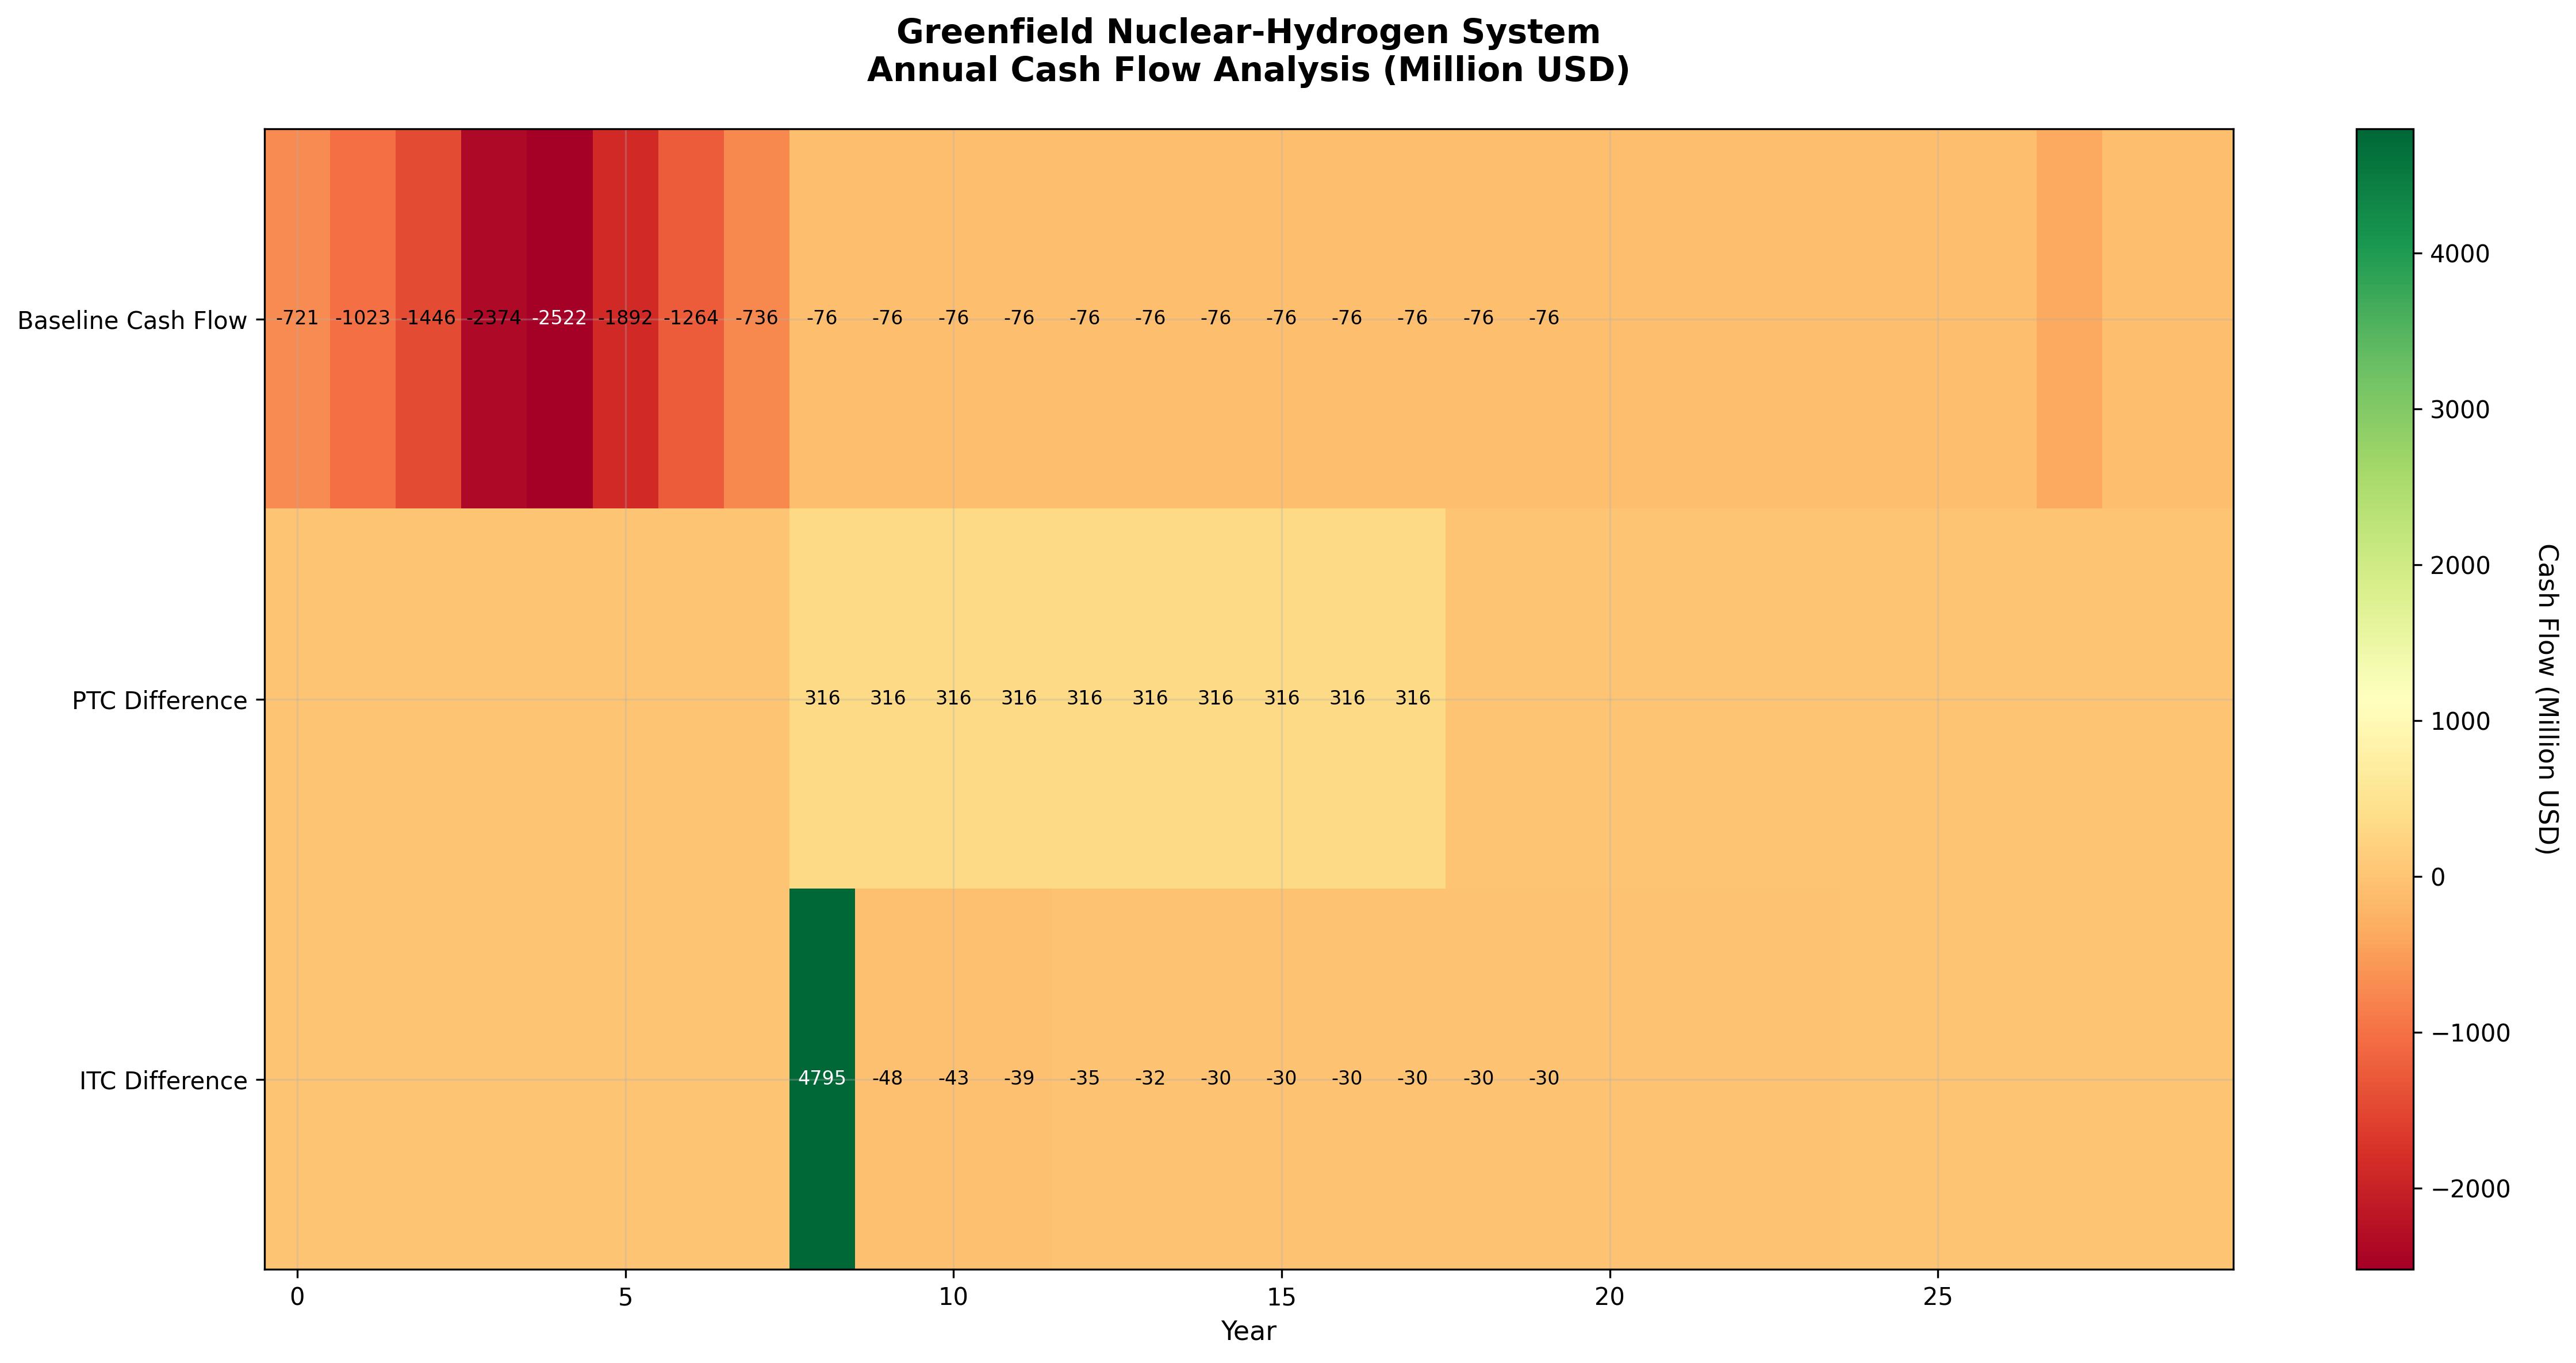 Greenfield Nuclear-Hydrogen System
Annual Cash Flow Analysis (Million USD)
Baseline Cash Flow -721 -1023 -1446 -2374 -2522 -1892 -1264 -736 -76 -76 -76 -76 -76 -76 -76 -76 -76 -76 -76 -76
PTC Difference 316 316 316 316 316 316 316 316 316 316
ITC Difference 4795 -48 -43 -39 -35 -32 -30 -30 -30 -30 -30 -30
0 5 10 15 20 25
Year
4000
3000
2000
1000
0
−1000
−2000
Cash Flow (Million USD)